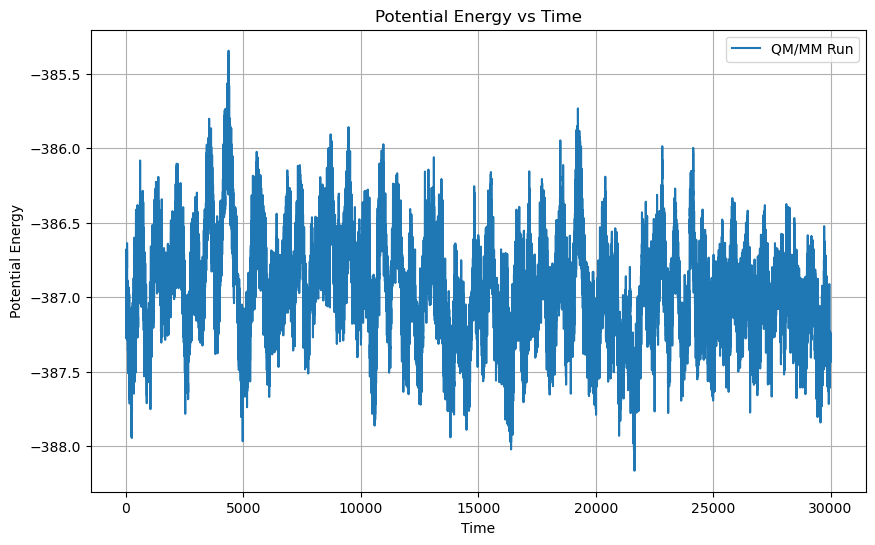 Potential Energy vs Time
QM/MM Run
Potential Energy
−385.5
−386.0
−386.5
−387.0
−387.5
−388.0
0 5000 10000 15000 20000 25000 30000
Time